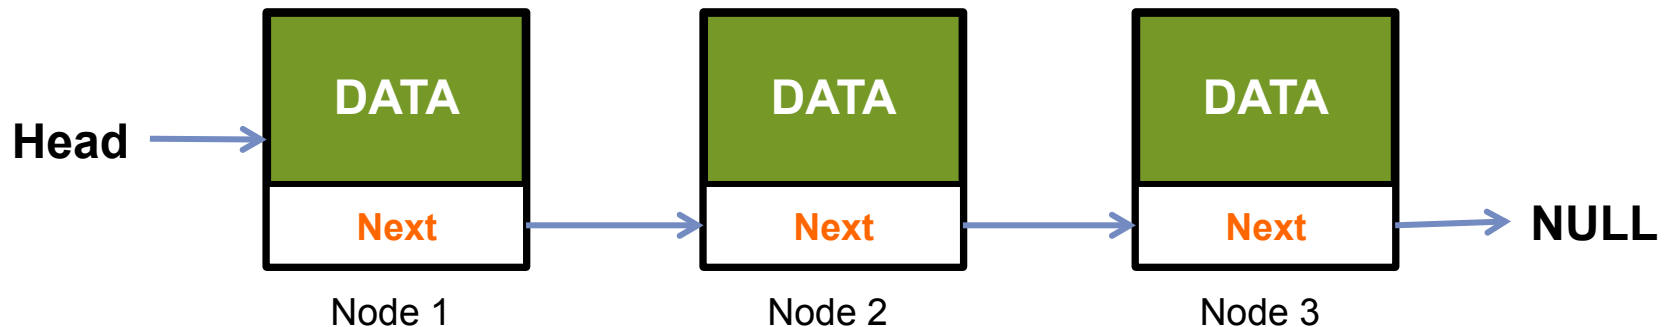 DATA
DATA
DATA
Head
Next
Next
Next
NULL
Node 1
Node 2
Node 3